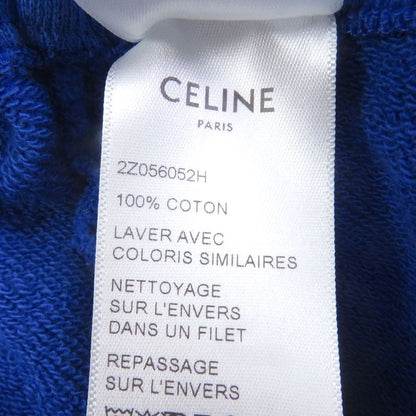 CELINE
PARIS
2Z056052H
100% COTON
LAVER AVEC
COLORIS SIMILAIRES
NETTOYAGE
SUR L'ENVERS
DANS UN FILET
REPASSAGE
SUR L'ENVERS